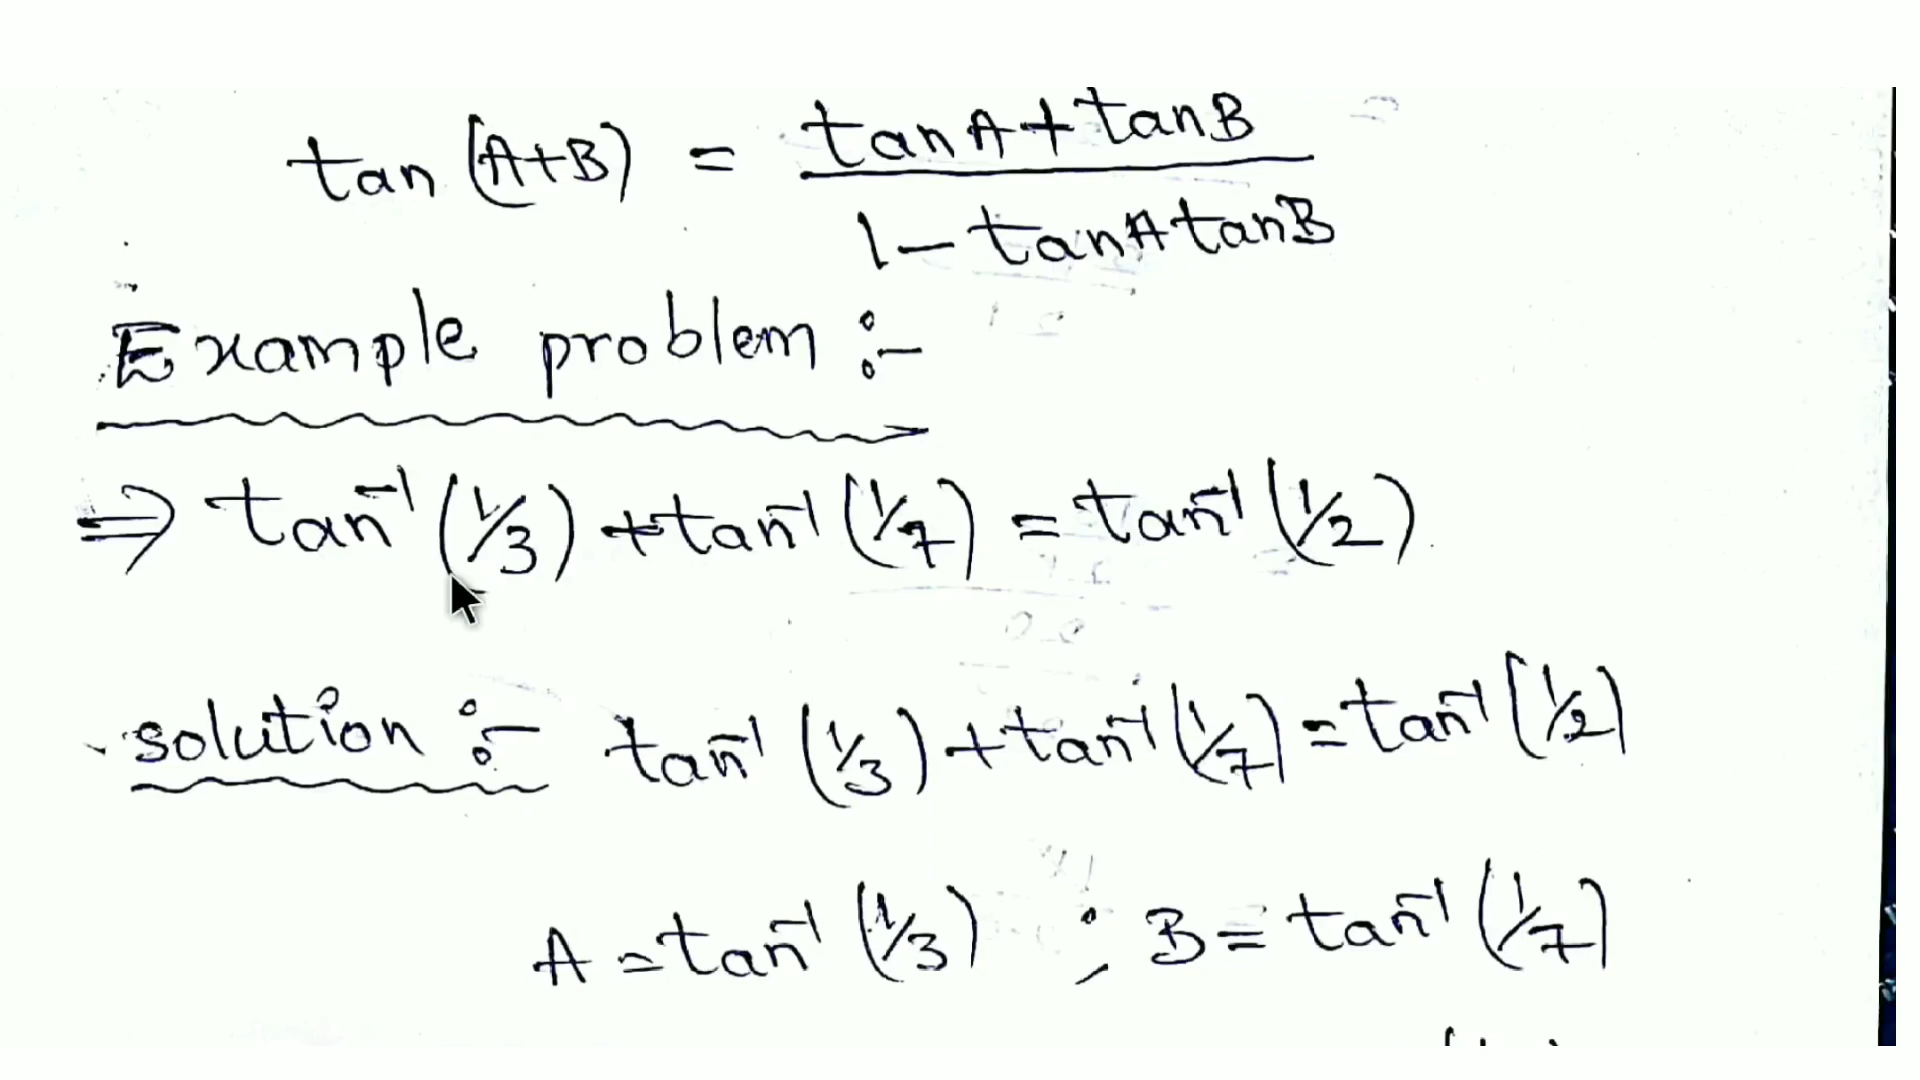 tan (A+B) = tanA + tanB
1 - tanA tanB
Example problem :-
⇒ tan⁻¹ (1/3) + tan⁻¹ (1/7) = tan⁻¹ (1/2)
solution :- tan⁻¹ (1/3) + tan⁻¹ (1/7) = tan⁻¹ (1/2)
A = tan⁻¹ (1/3) ; B = tan⁻¹ (1/7)